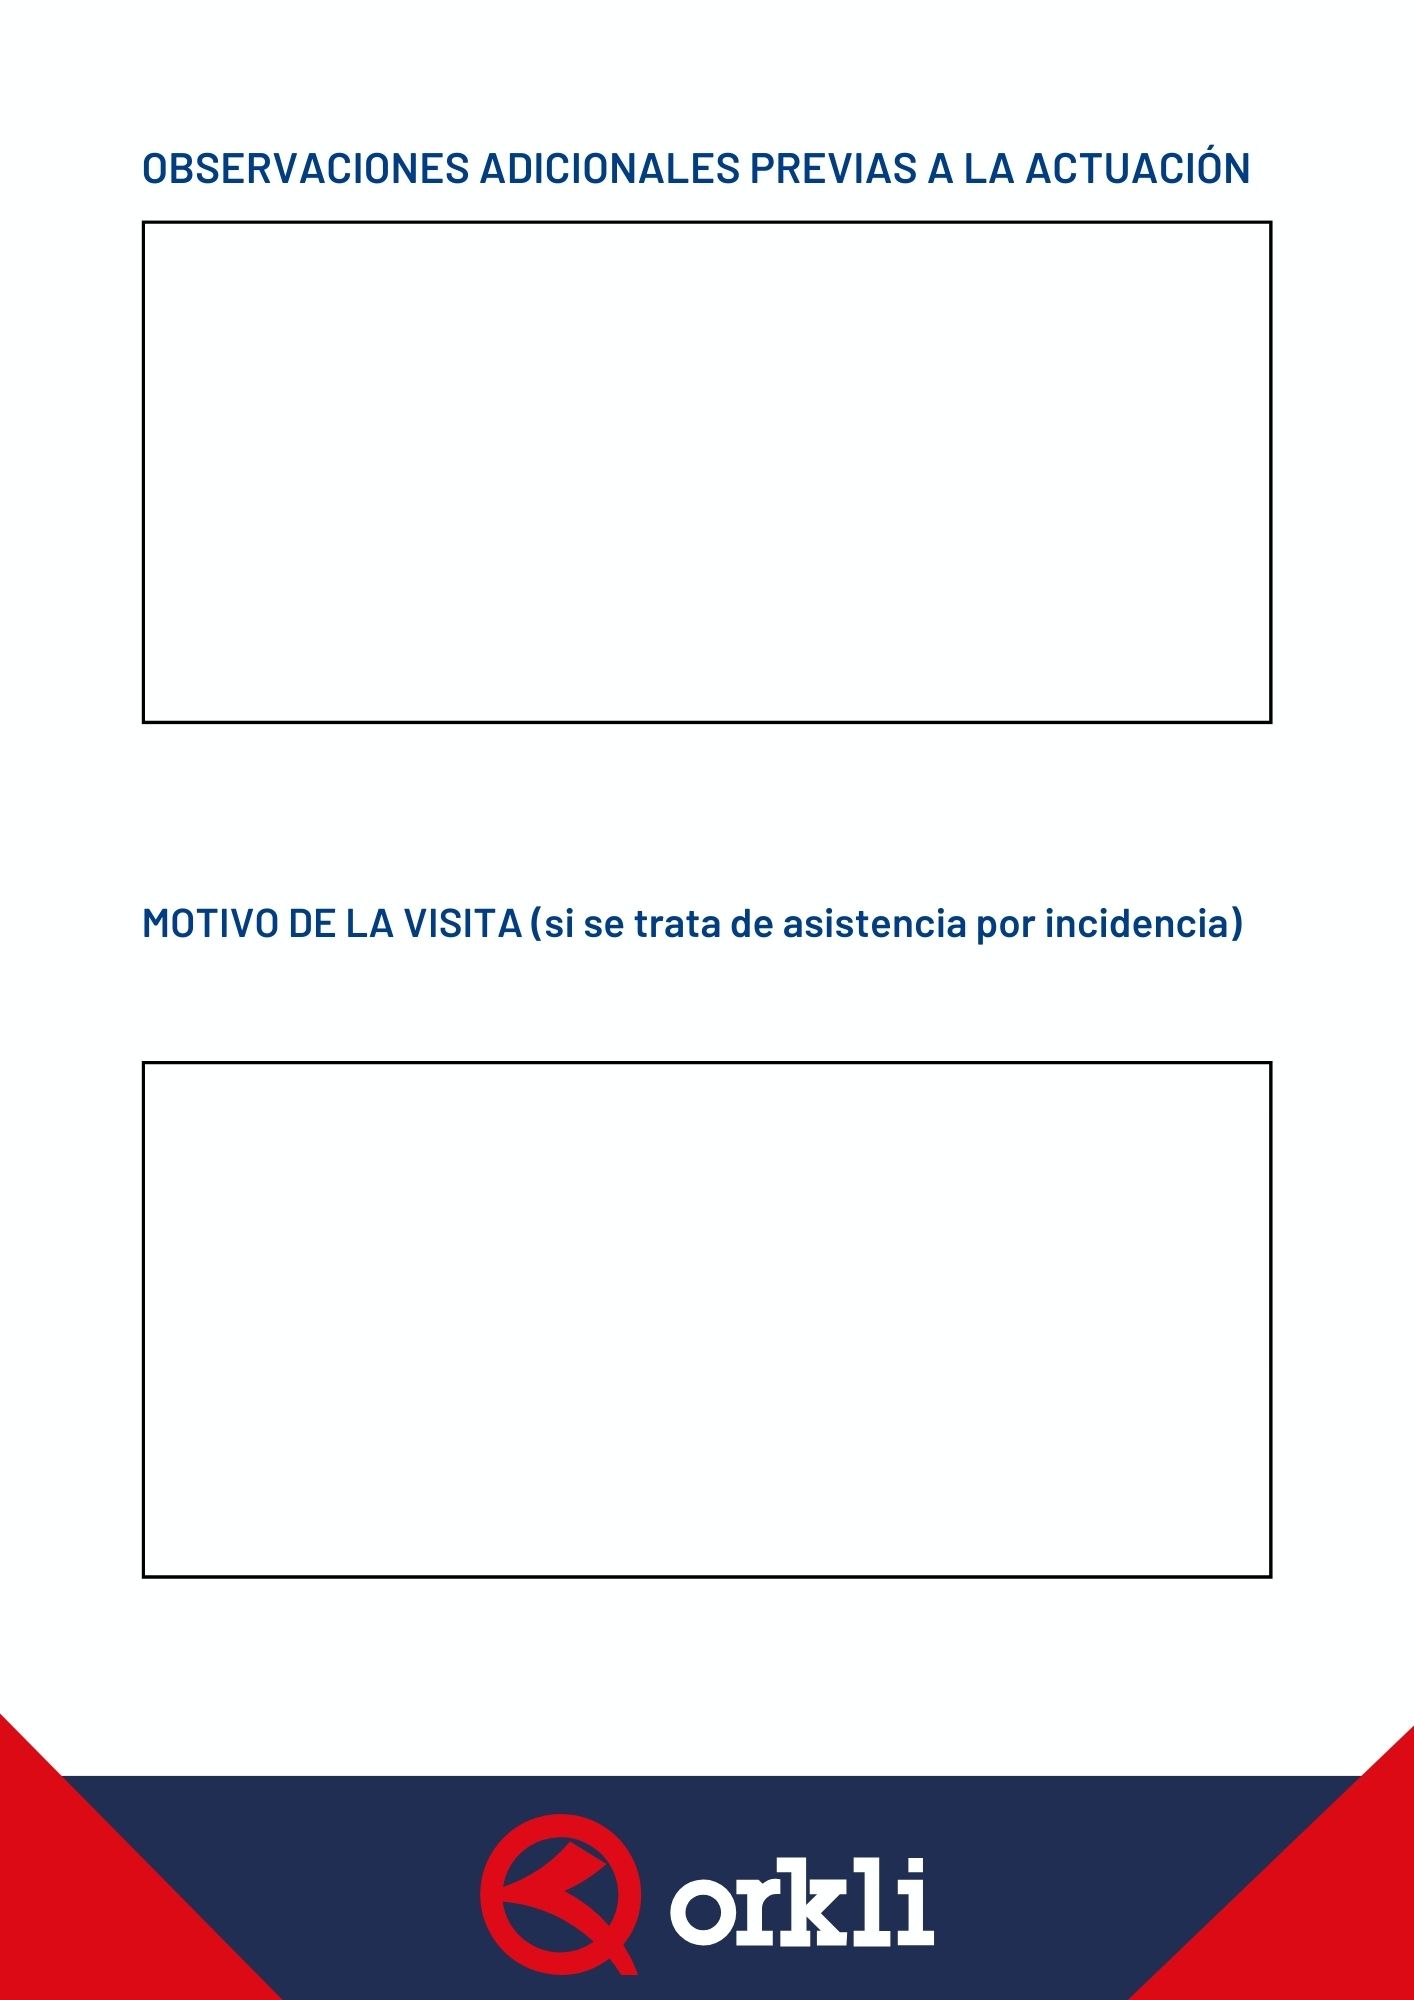 OBSERVACIONES ADICIONALES PREVIAS A LA ACTUACIÓN
MOTIVO DE LA VISITA (si se trata de asistencia por incidencia)
orkli